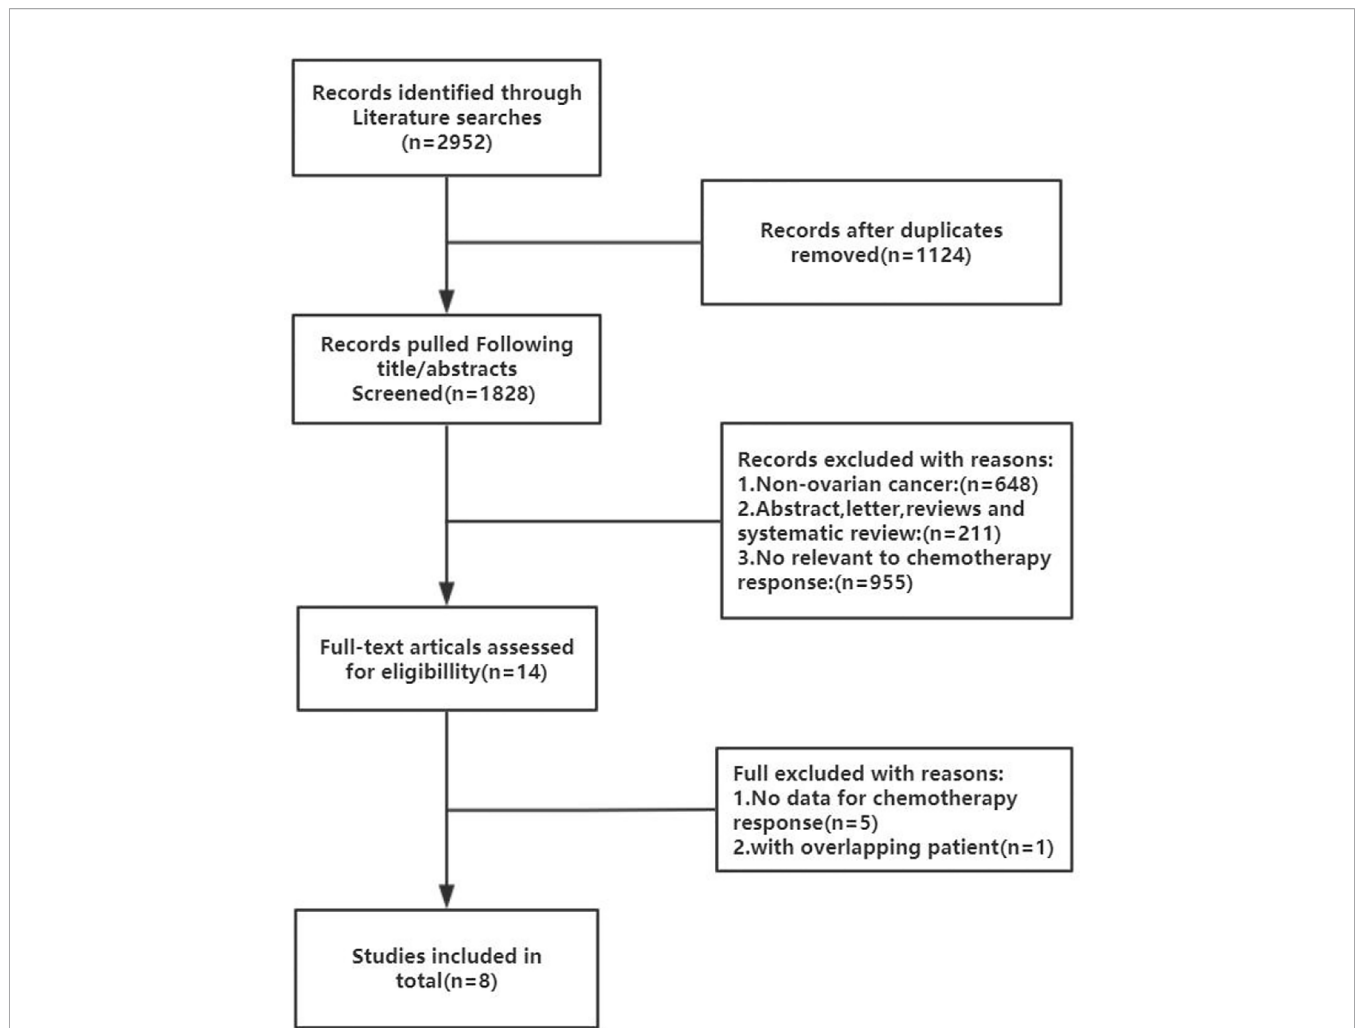 Records identified through
Literature searches
(n=2952)
Records after duplicates
removed(n=1124)
Records pulled Following
title/abstracts
Screened(n=1828)
Records excluded with reasons:
1.Non-ovarian cancer:(n=648)
2.Abstract,letter,reviews and
systematic review:(n=211)
3.No relevant to chemotherapy
response:(n=955)
Full-text articals assessed
for eligibillity(n=14)
Full excluded with reasons:
1.No data for chemotherapy
response(n=5)
2.with overlapping patient(n=1)
Studies included in
total(n=8)